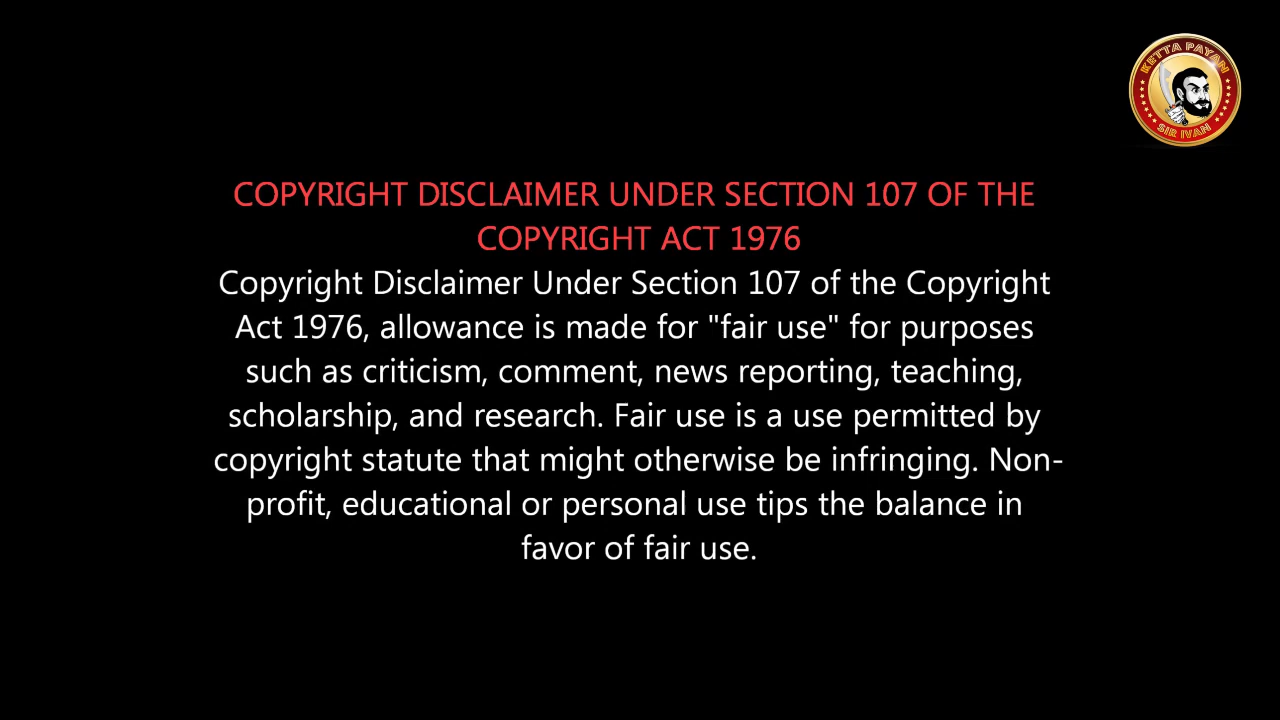 KETTA PAYAN
SIR IVAN
COPYRIGHT DISCLAIMER UNDER SECTION 107 OF THE
COPYRIGHT ACT 1976
Copyright Disclaimer Under Section 107 of the Copyright
Act 1976, allowance is made for "fair use" for purposes
such as criticism, comment, news reporting, teaching,
scholarship, and research. Fair use is a use permitted by
copyright statute that might otherwise be infringing. Non-
profit, educational or personal use tips the balance in
favor of fair use.